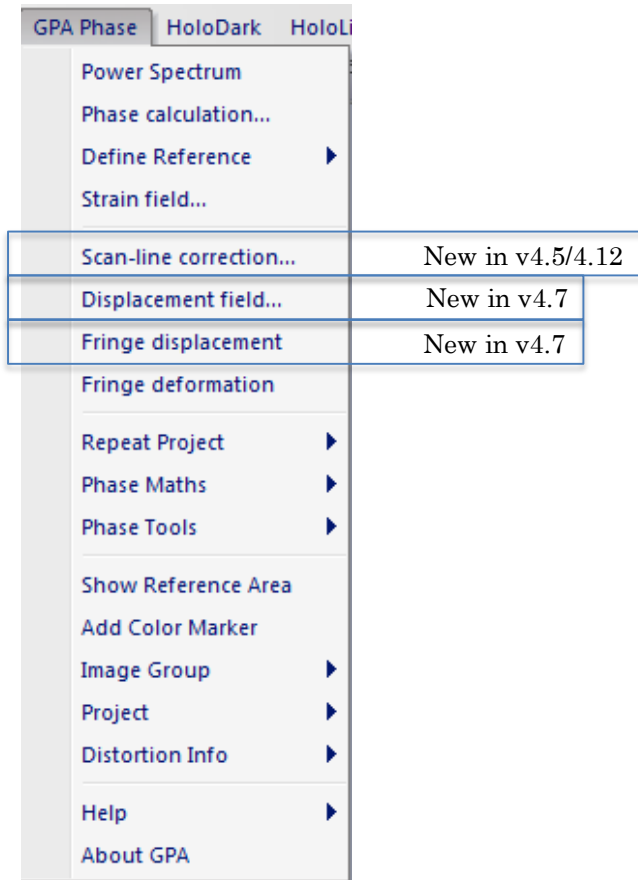 GPA Phase HoloDark HoloLi
Power Spectrum
Phase calculation...
Define Reference
Strain field...
Scan-line correction... New in v4.5/4.12
Displacement field... New in v4.7
Fringe displacement New in v4.7
Fringe deformation
Repeat Project
Phase Maths
Phase Tools
Show Reference Area
Add Color Marker
Image Group
Project
Distortion Info
Help
About GPA